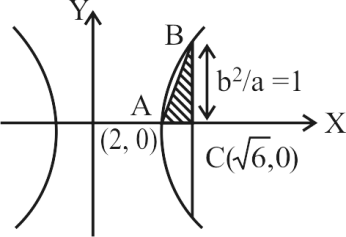 Y
B
b²/a =1
A
X
(2, 0)
C(√6,0)